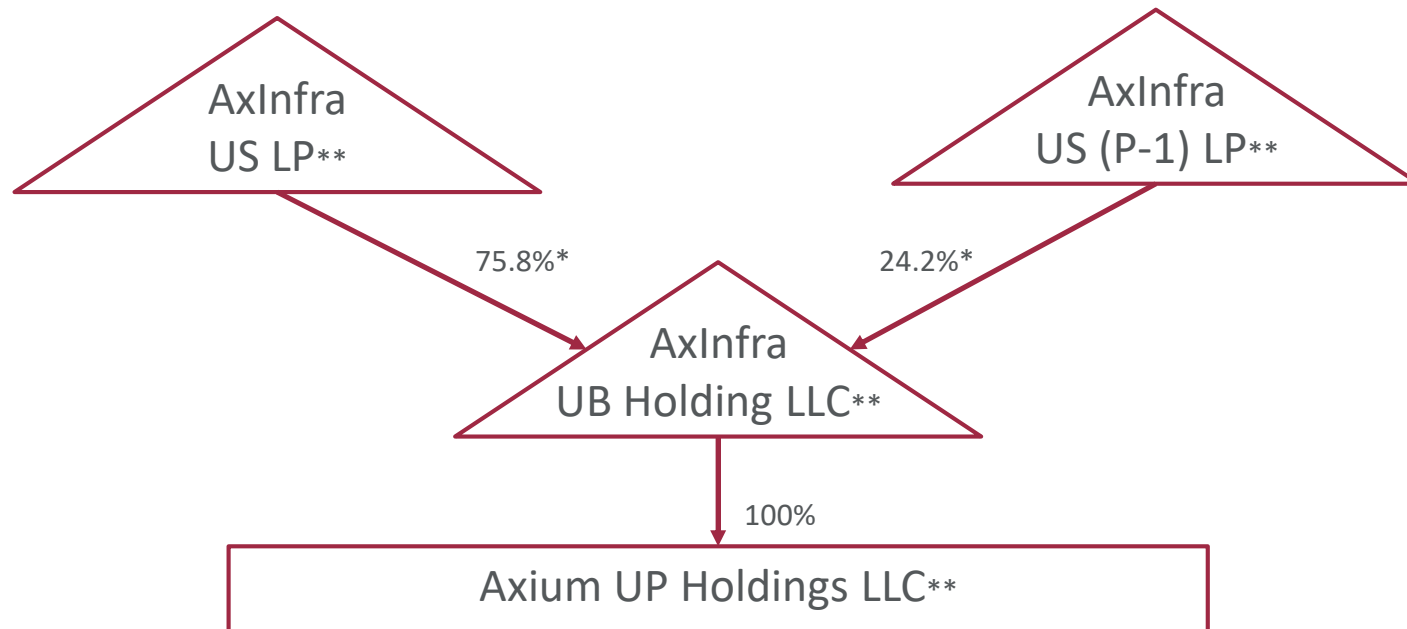 AxInfra
US LP**
AxInfra
US (P-1) LP**
75.8%*
24.2%*
AxInfra
UB Holding LLC**
100%
Axium UP Holdings LLC**